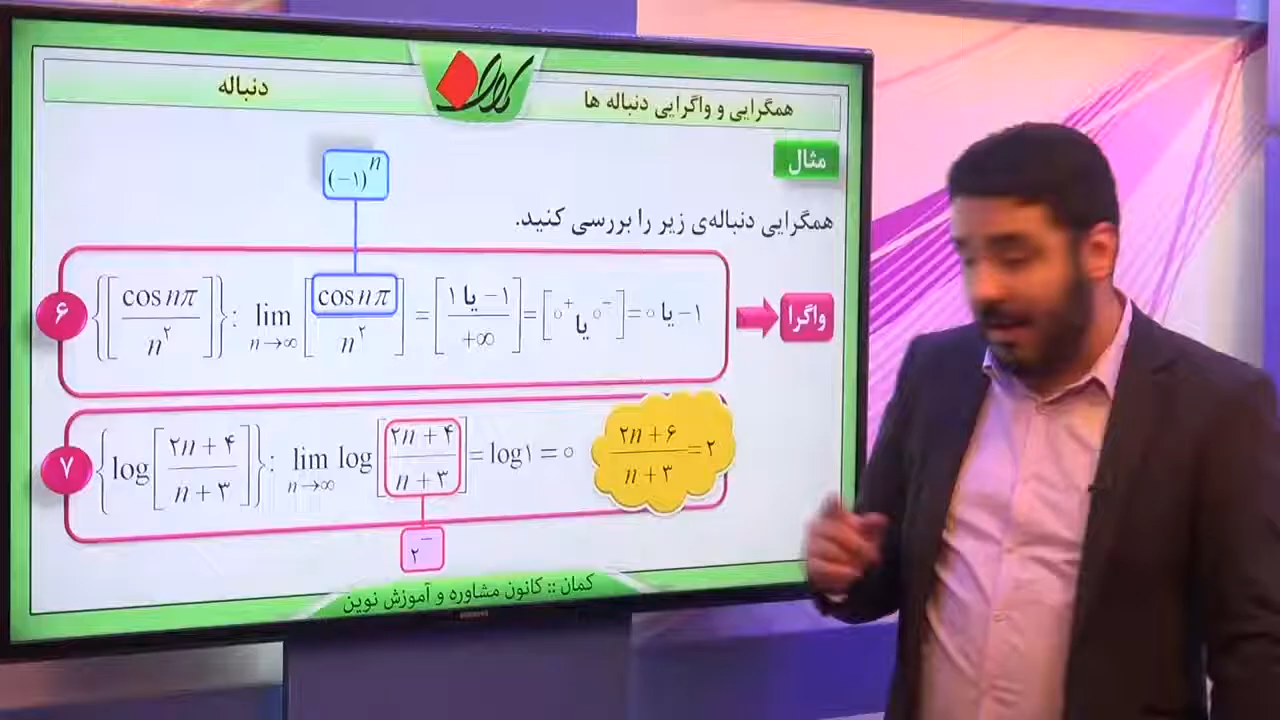 همگرایی و واگرایی دنباله ها
دنباله
مثال
همگرایی دنباله‌ی زیر را بررسی کنید.
(−۱)^n
۶ {[cos nπ / n^۲]}: lim n→∞ [cos nπ / n^۲] = [۱ یا −۱ / +∞] = [۰^+ یا ۰^−] = ۰ یا −۱
واگرا
۷ {log[۲n + ۴ / n + ۳]}: lim n→∞ log[۲n + ۴ / n + ۳] = log ۱ = ۰
۲n + ۶ / n + ۳ = ۲
۲^−
کمان :: کانون مشاوره و آموزش نوین